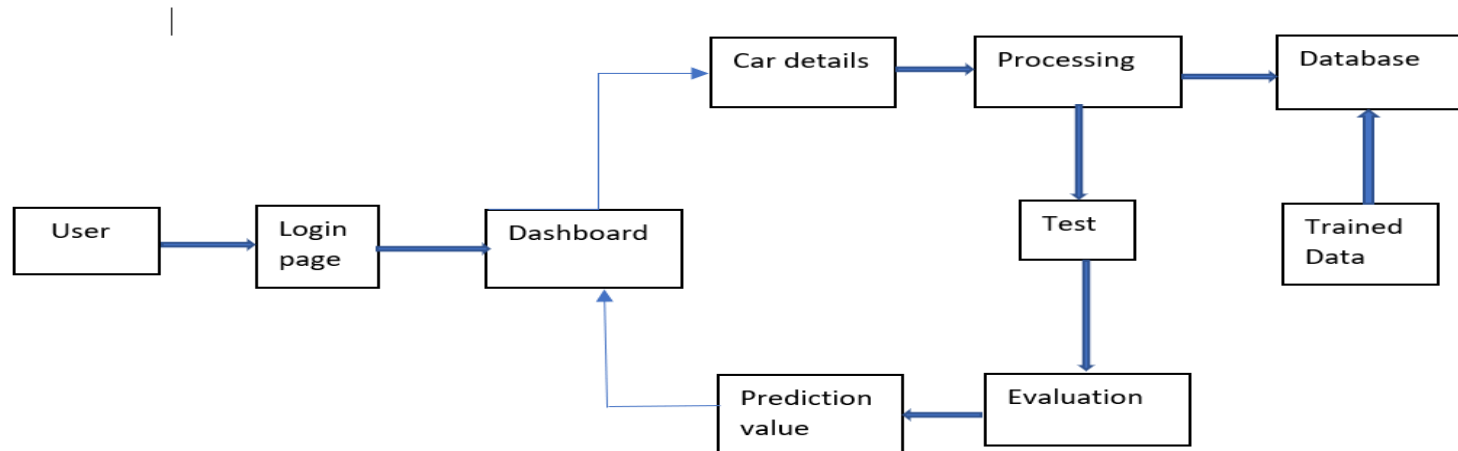 Car details
Processing
Database
User
Login
page
Dashboard
Test
Trained
Data
Prediction
value
Evaluation